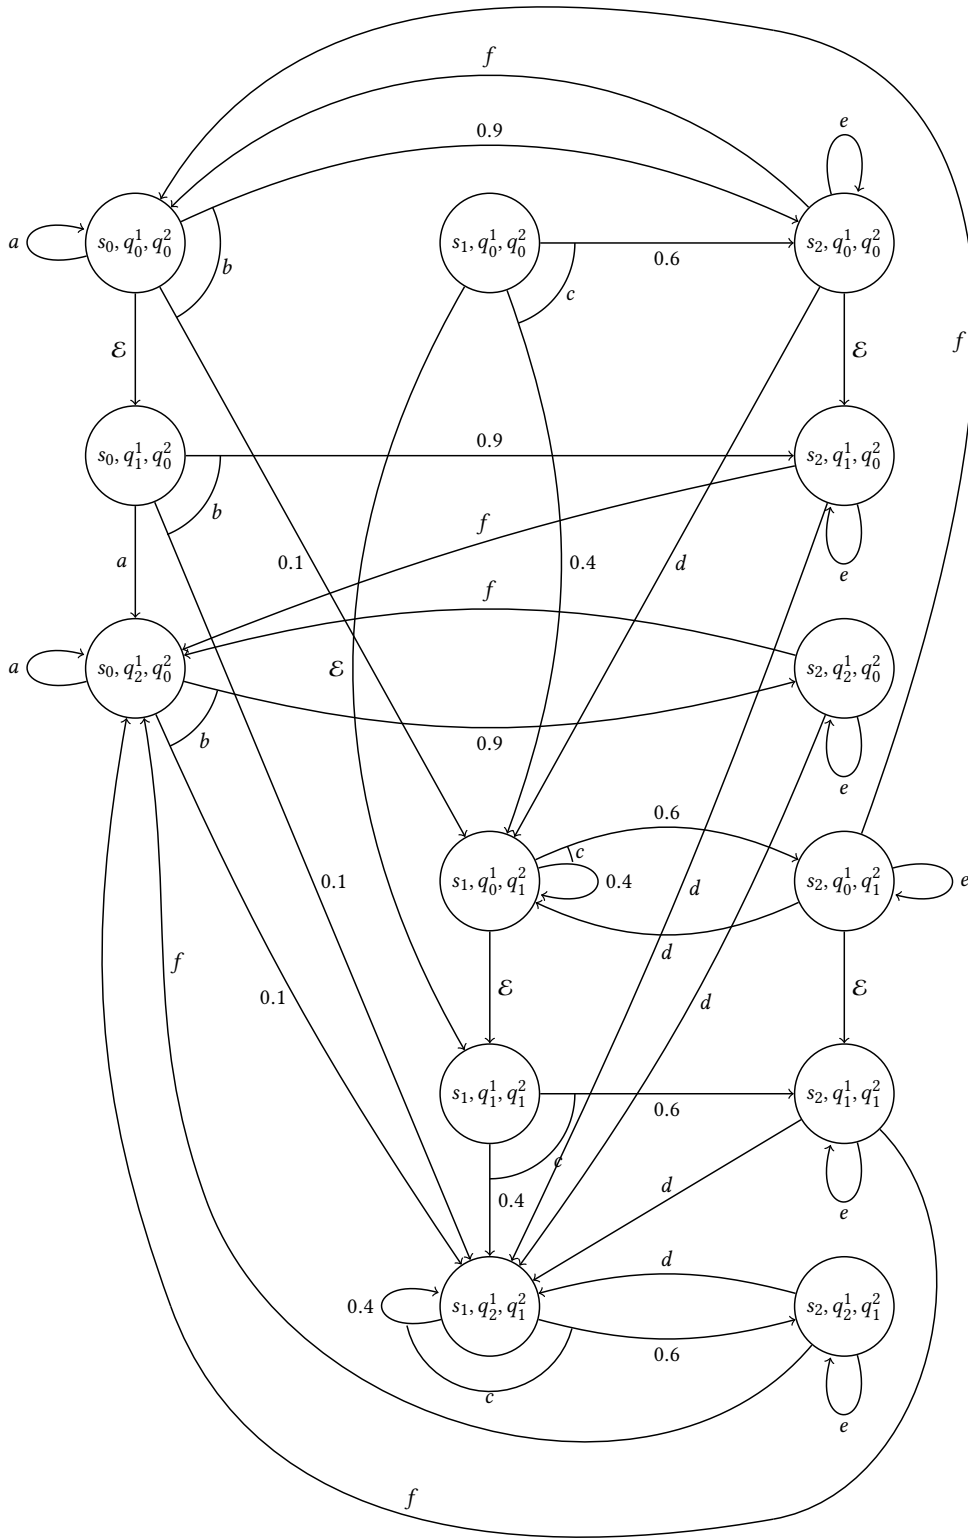 f
0.9
e
a
s₀, q₀¹, q₀²
s₁, q₀¹, q₀²
s₂, q₀¹, q₀²
0.6
b
c
ℰ
ℰ
f
s₀, q₁¹, q₀²
0.9
s₂, q₁¹, q₀²
b
f
a
0.1
0.4
d
e
f
a
s₀, q₂¹, q₀²
ℰ
s₂, q₂¹, q₀²
b
0.9
e
0.6
c
s₁, q₀¹, q₁²
0.4
s₂, q₀¹, q₁²
e
0.1
d
d
f
ℰ
ℰ
0.1
d
s₁, q₁¹, q₁²
0.6
s₂, q₁¹, q₁²
c
d
0.4
e
d
0.4
s₁, q₂¹, q₁²
s₂, q₂¹, q₁²
0.6
c
e
f